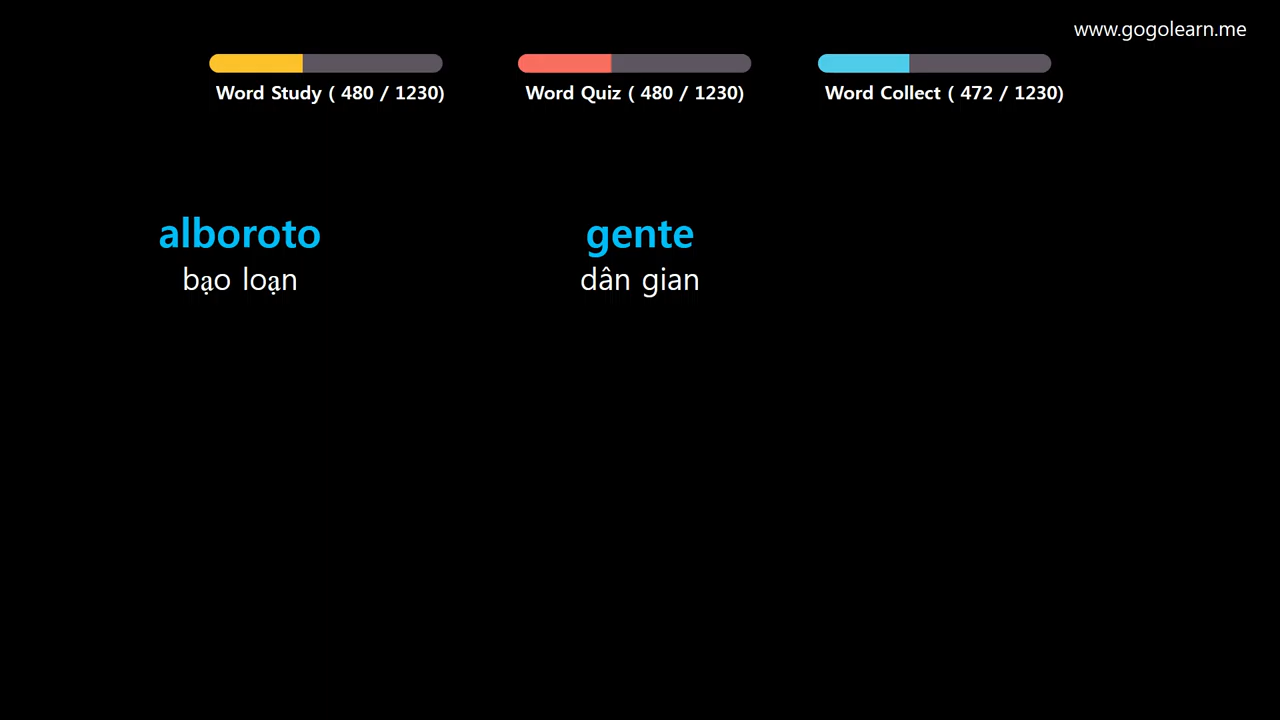 www.gogolearn.me
Word Study ( 480 / 1230)
Word Quiz ( 480 / 1230)
Word Collect ( 472 / 1230)
alboroto
bạo loạn
gente
dân gian